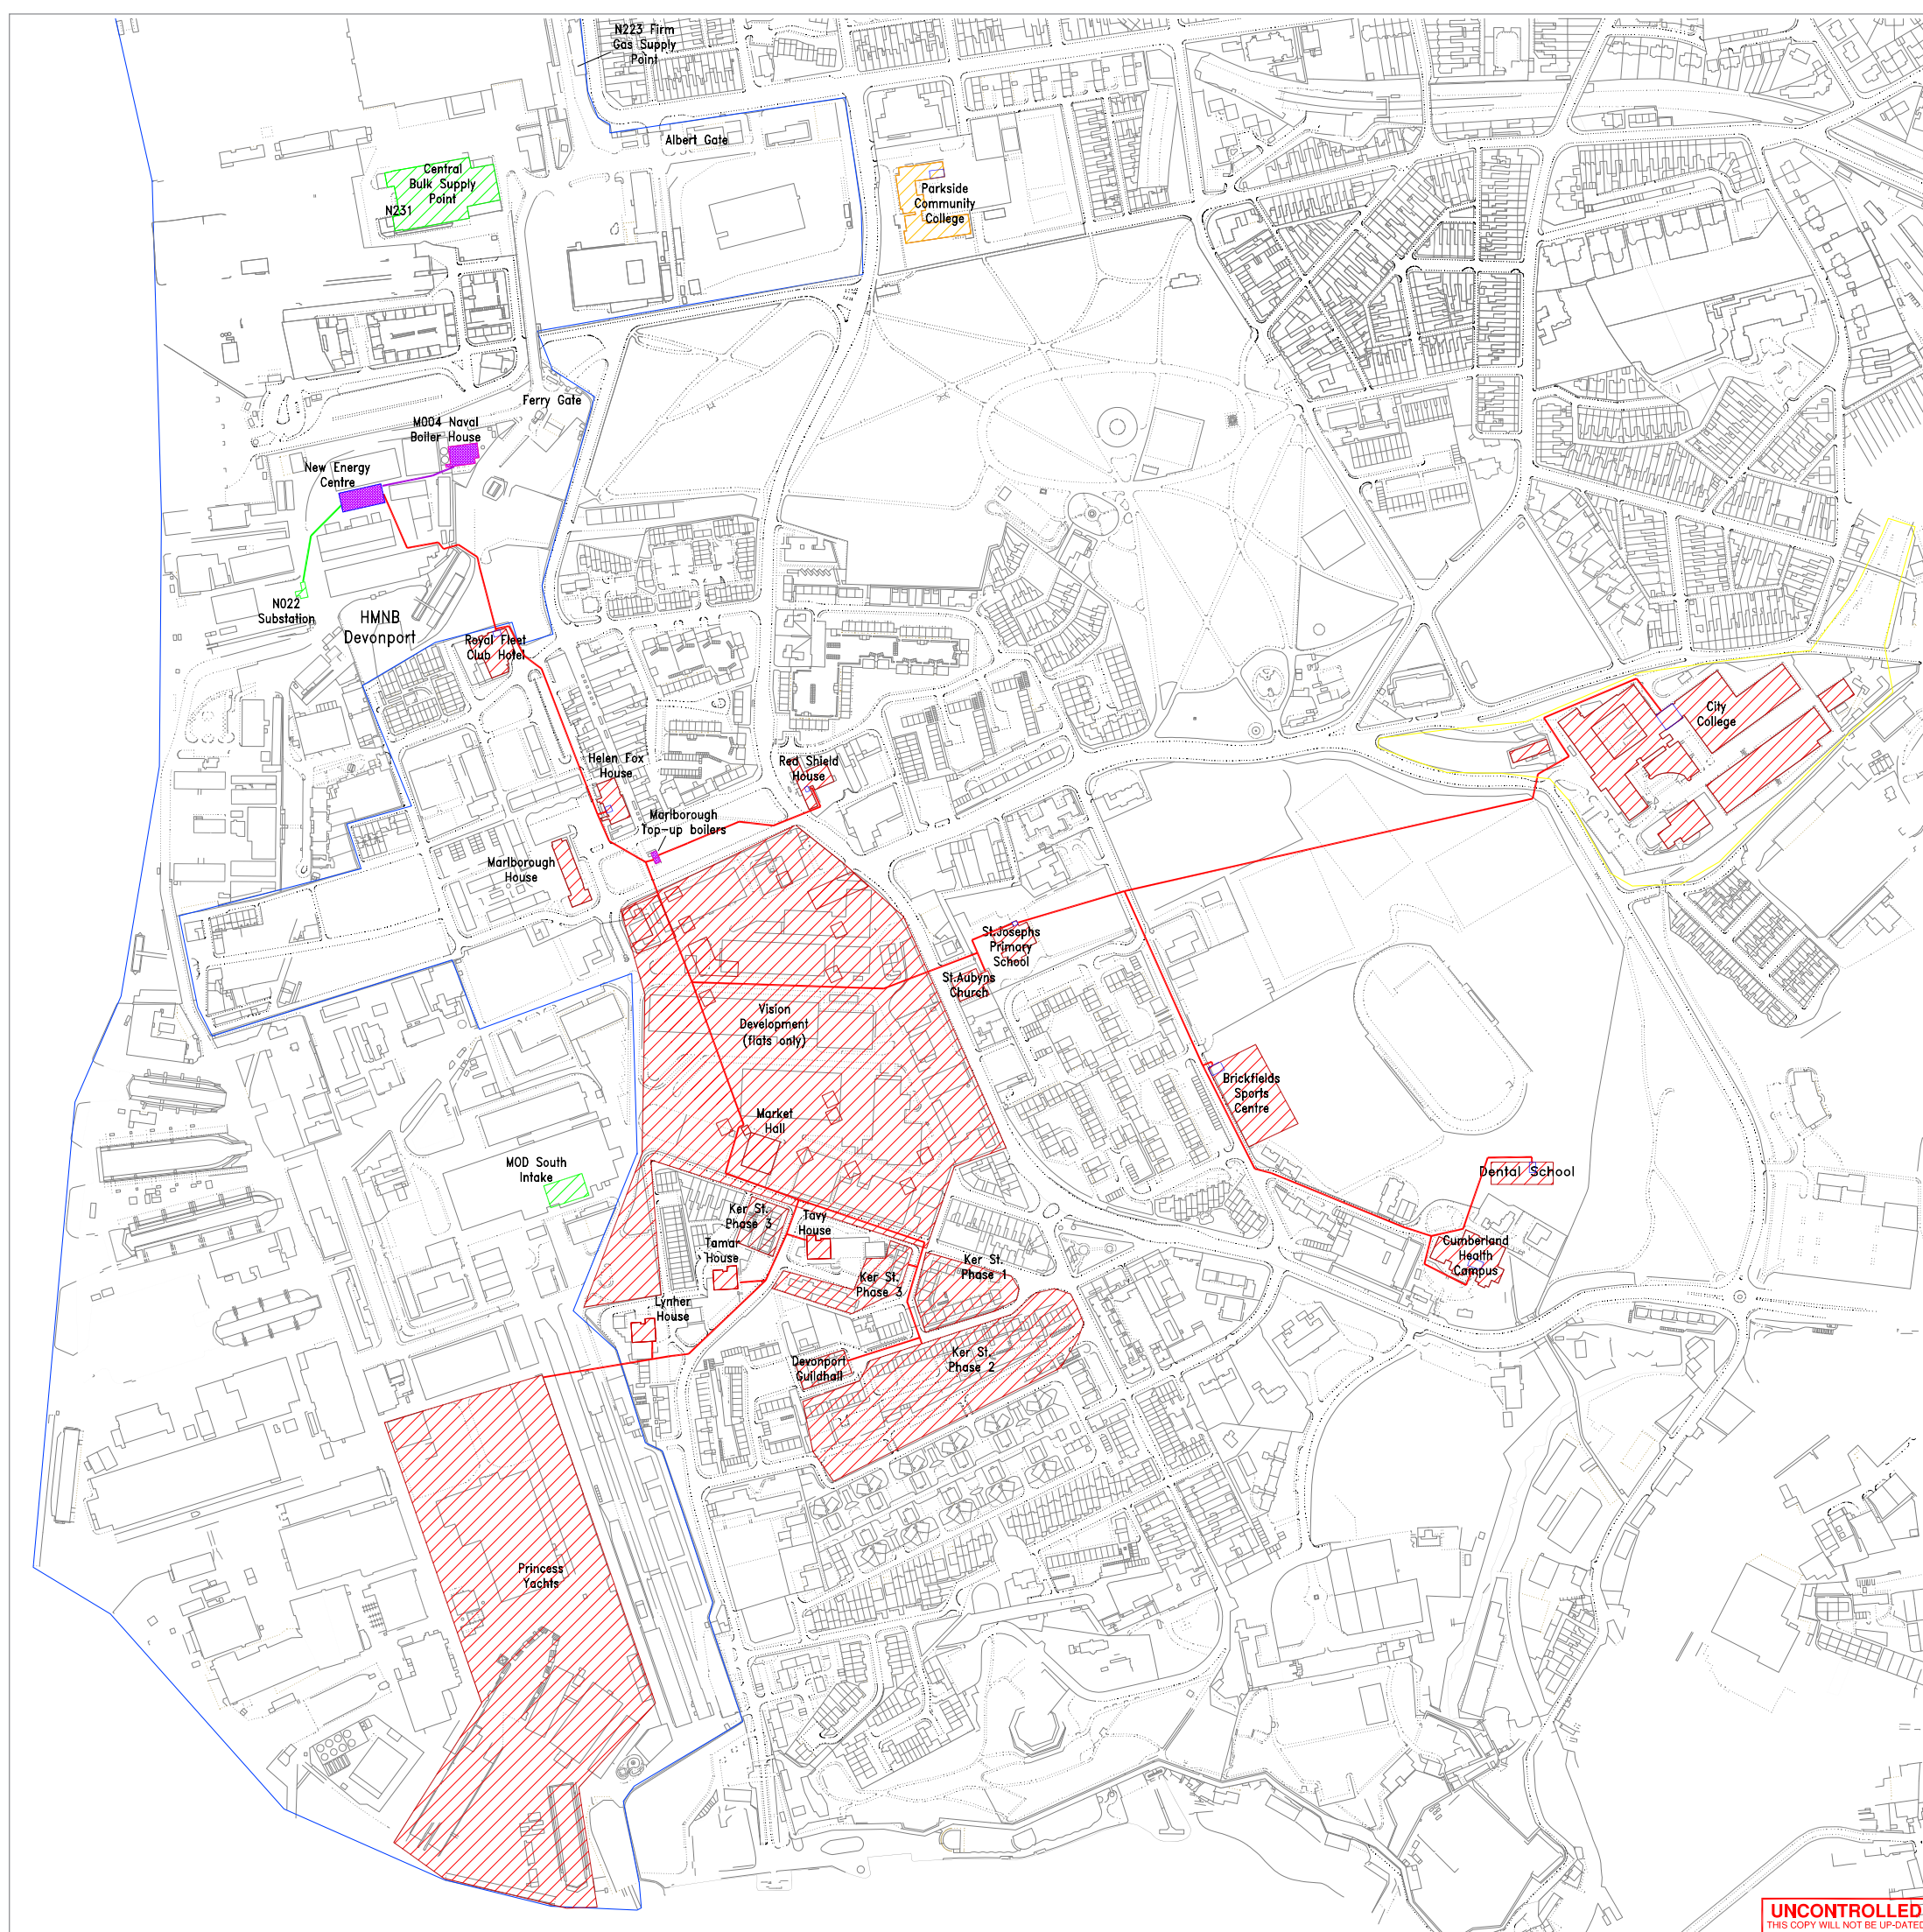 N223 Firm
Gas Supply
Point
Albert Gate
Central
Bulk Supply
Point
N231
Parkside
Community
College
Ferry Gate
M004 Naval
Boiler House
New Energy
Centre
N022
Substation
HMNB
Devonport
Royal Fleet
Club Hotel
City
College
Helen Fox
House
Red Shield
House
Marlborough
Top-up boilers
Marlborough
House
St.Josephs
Primary
School
St.Aubyns
Church
Vision
Development
(flats only)
Brickfields
Sports
Centre
Market
Hall
MOD South
Intake
Dental School
Ker St.
Phase 3
Tavy
House
Tamar
House
Cumberland
Health
Campus
Ker St.
Phase 1
Ker St.
Phase 3
Lynher
House
Devonport
Guildhall
Ker St.
Phase 2
Princess
Yachts
UNCONTROLLED
THIS COPY WILL NOT BE UP-DATED